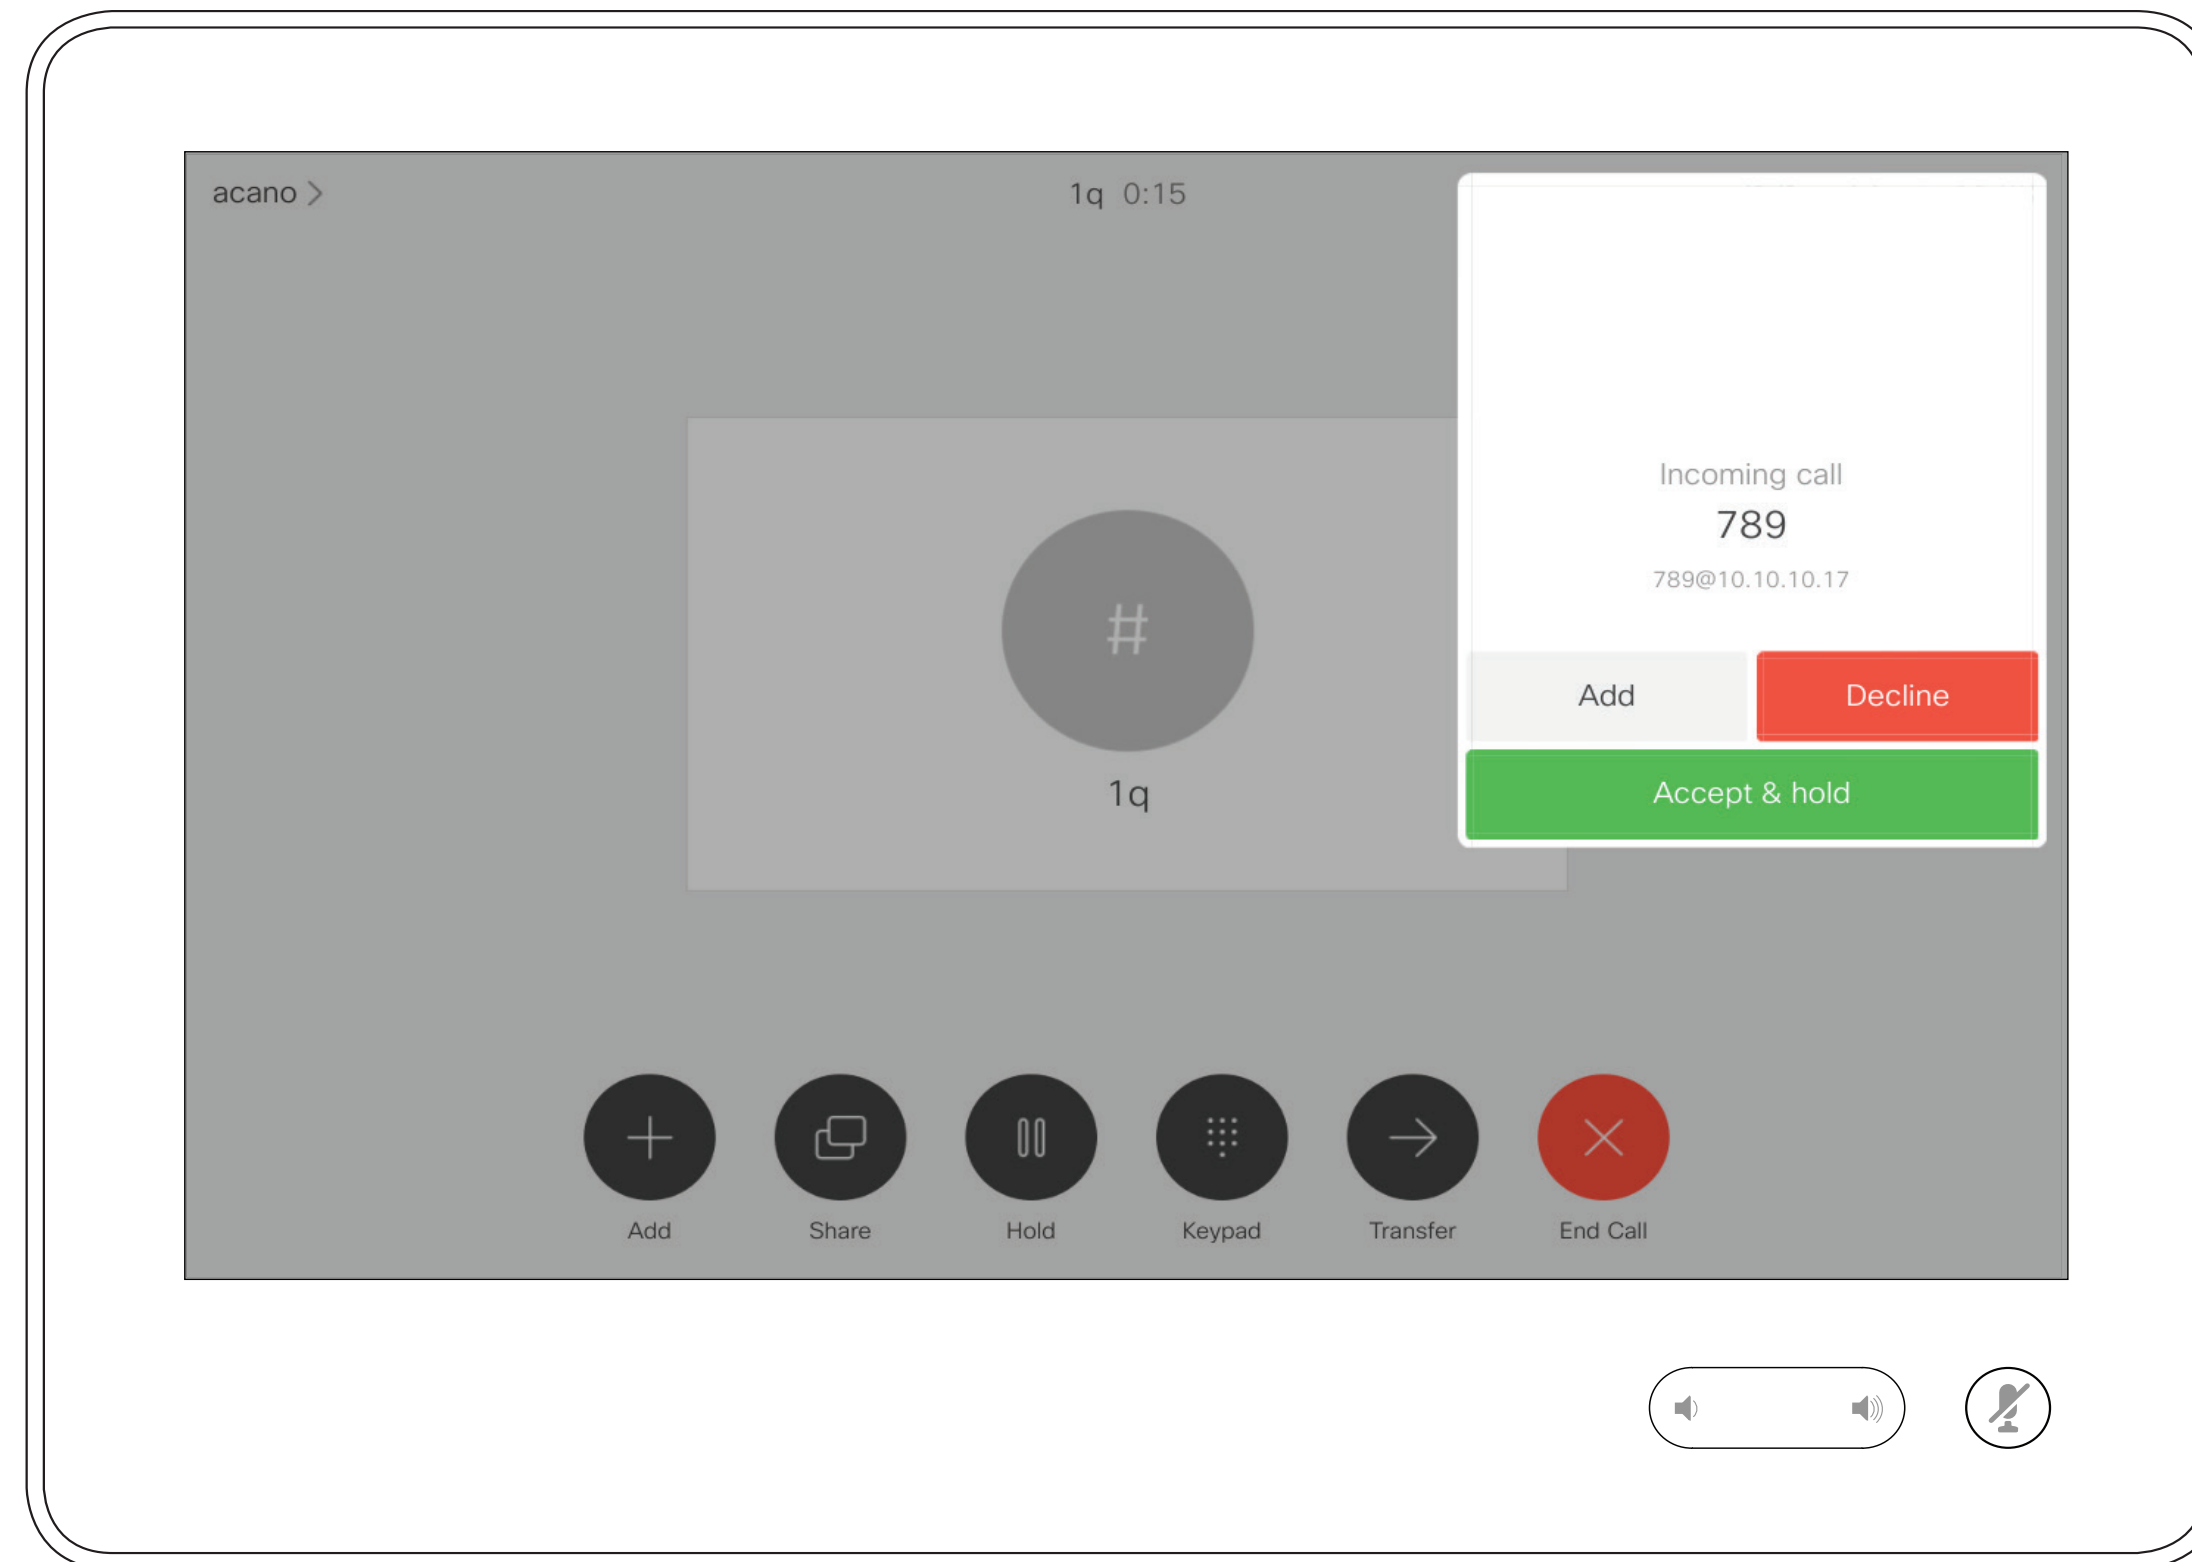 acano
1q 0:15
Incoming call
789
789@10.10.10.17
Add
Decline
Accept & hold
#
1q
Add
Share
Hold
Keypad
Transfer
End Call